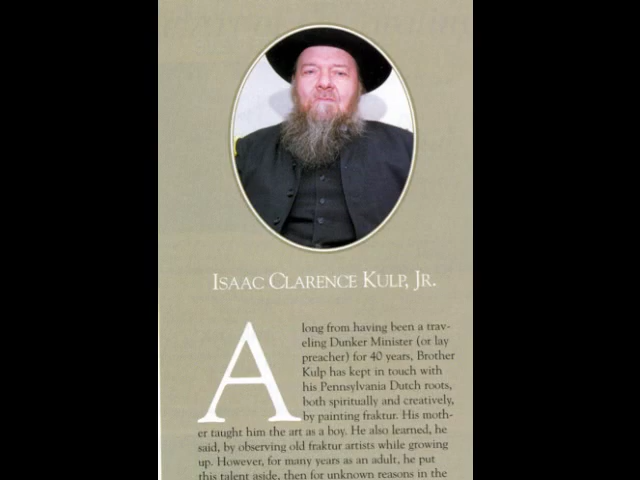 ISAAC CLARENCE KULP, JR.
A
long from having been a trav-
eling Dunker Minister (or lay
preacher) for 40 years, Brother
Kulp has kept in touch with
his Pennsylvania Dutch roots,
both spiritually and creatively,
by painting fraktur. His moth-
er taught him the art as a boy. He also learned, he
said, by observing old fraktur artists while growing
up. However, for many years as an adult, he put
this talent aside, then for unknown reasons in the